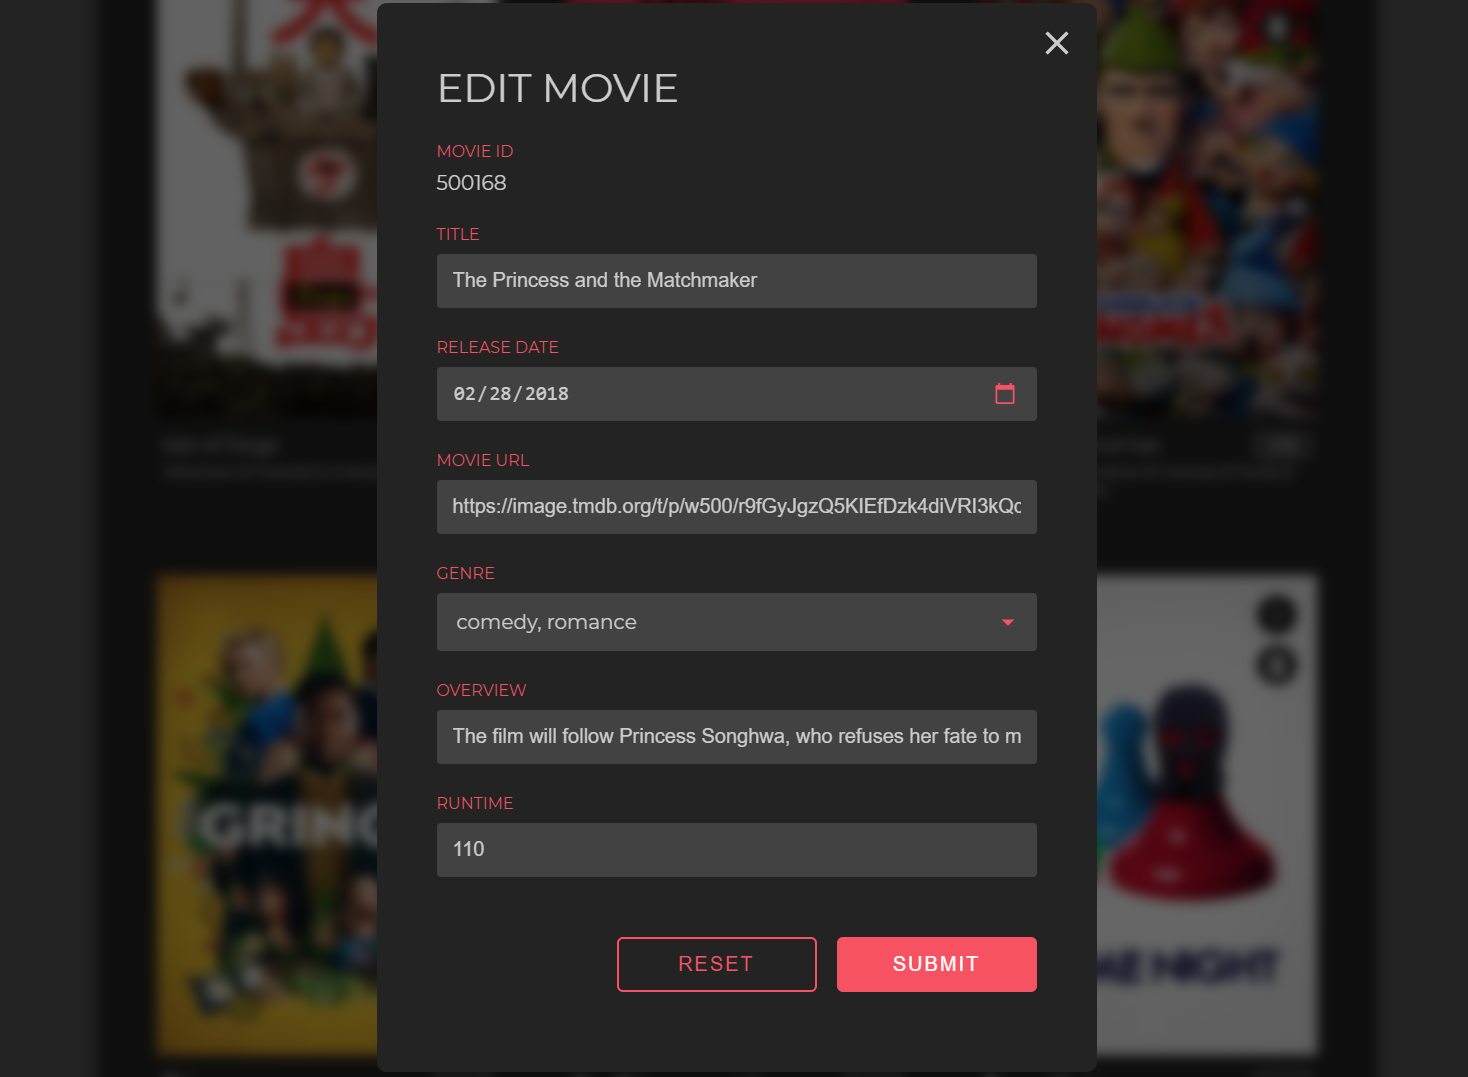 EDIT MOVIE
MOVIE ID
500168
TITLE
The Princess and the Matchmaker
RELEASE DATE
02/28/2018
MOVIE URL
https://image.tmdb.org/t/p/w500/r9fGyJgzQ5KIEfDzk4diVRI3kQc
GENRE
comedy, romance
OVERVIEW
The film will follow Princess Songhwa, who refuses her fate to m
RUNTIME
110
RESET
SUBMIT
GRINC
ME NIGHT